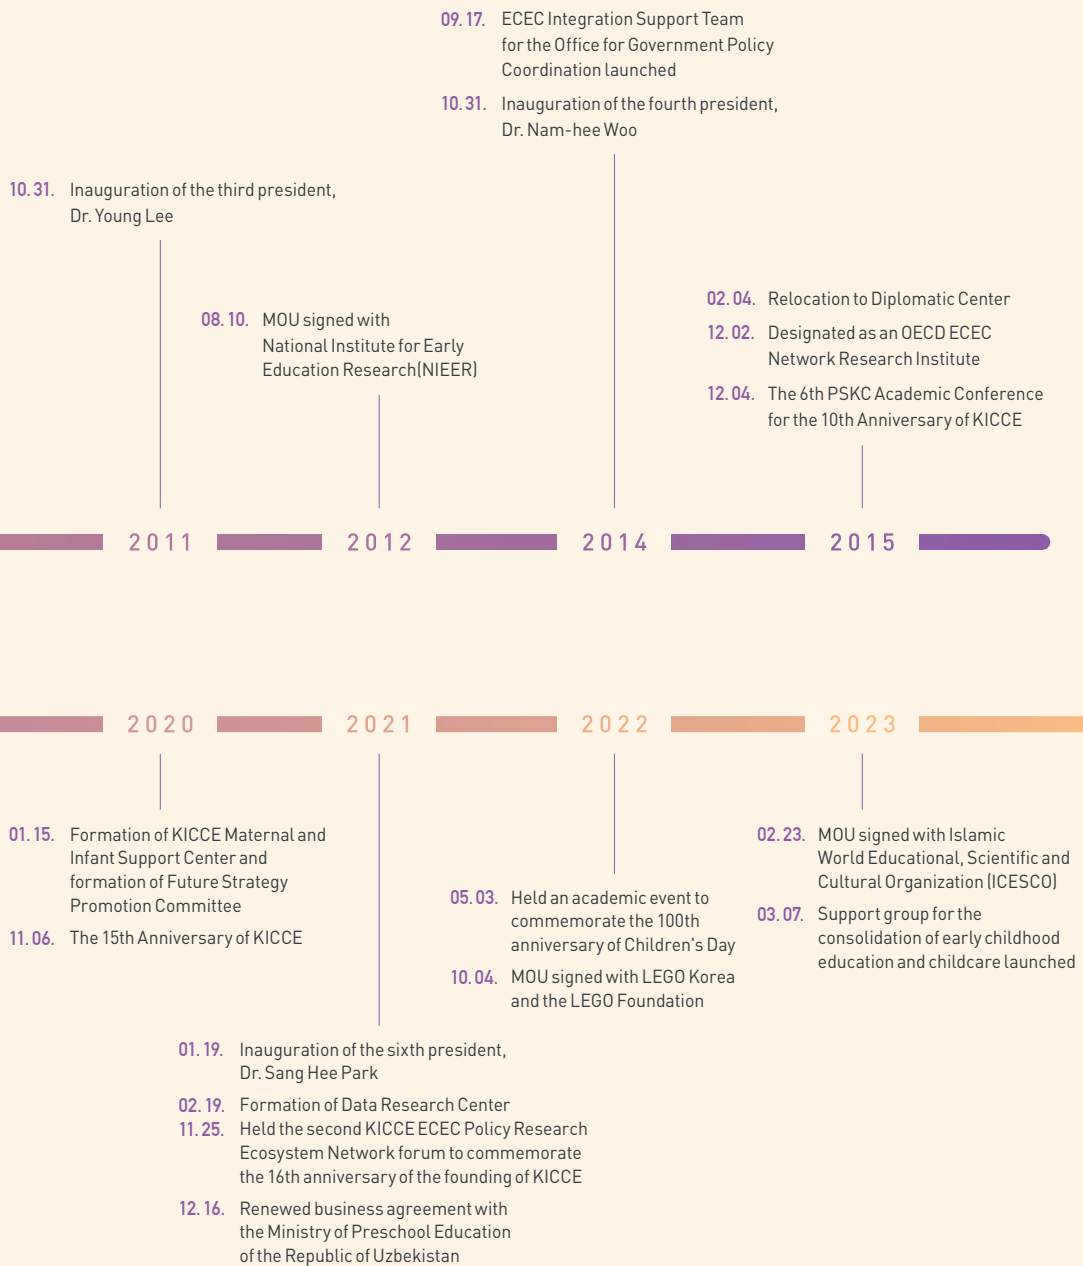 09.17. ECEC Integration Support Team
for the Office for Government Policy
Coordination launched
10.31. Inauguration of the fourth president,
Dr. Nam-hee Woo
10.31. Inauguration of the third president,
Dr. Young Lee
08.10. MOU signed with
National Institute for Early
Education Research(NIEER)
02.04. Relocation to Diplomatic Center
12.02. Designated as an OECD ECEC
Network Research Institute
12.04. The 6th PSKC Academic Conference
for the 10th Anniversary of KICCE
2011 2012 2014 2015
2020 2021 2022 2023
01.15. Formation of KICCE Maternal and
Infant Support Center and
formation of Future Strategy
Promotion Committee
11.06. The 15th Anniversary of KICCE
01.19. Inauguration of the sixth president,
Dr. Sang Hee Park
02.19. Formation of Data Research Center
11.25. Held the second KICCE ECEC Policy Research
Ecosystem Network forum to commemorate
the 16th anniversary of the founding of KICCE
12.16. Renewed business agreement with
the Ministry of Preschool Education
of the Republic of Uzbekistan
05.03. Held an academic event to
commemorate the 100th
anniversary of Children's Day
10.04. MOU signed with LEGO Korea
and the LEGO Foundation
02.23. MOU signed with Islamic
World Educational, Scientific and
Cultural Organization (ICESCO)
03.07. Support group for the
consolidation of early childhood
education and childcare launched